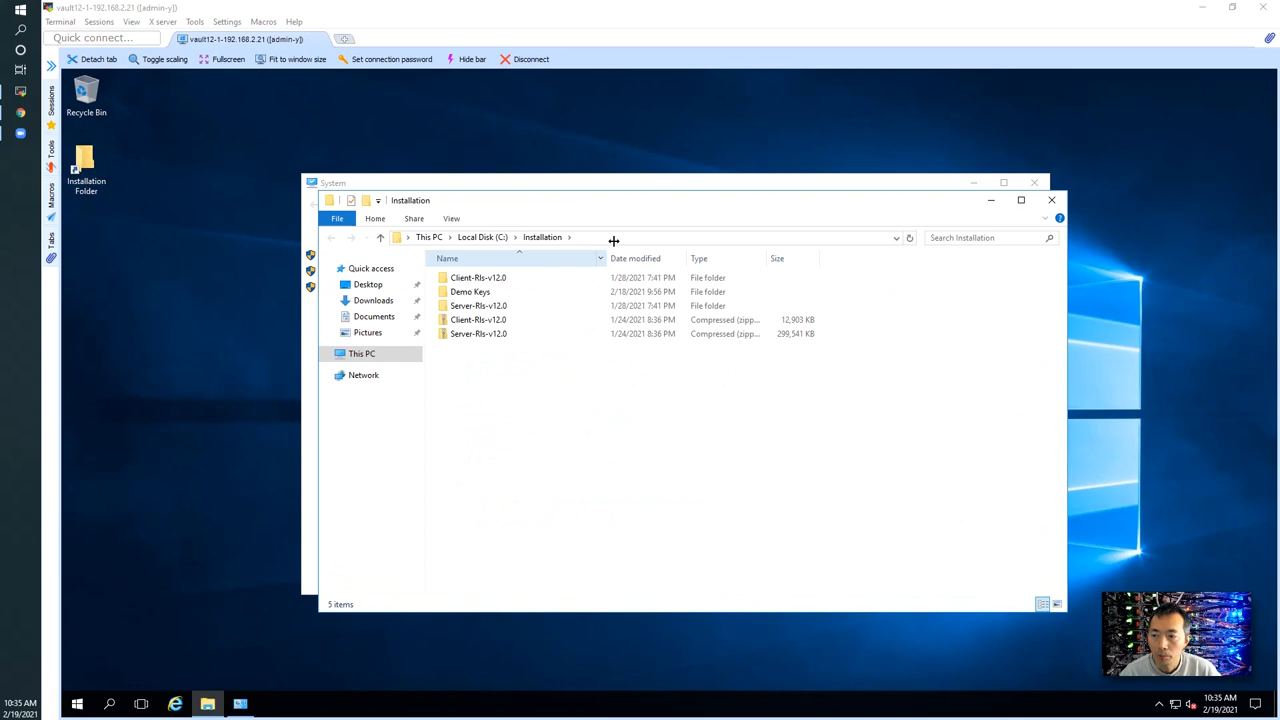 vault12-1-192.168.2.21 ([admin-y])
Terminal Sessions View X server Tools Settings Macros Help
Quick connect...
vault12-1-192.168.2.21 ([admin-y])
Detach tab Toggle scaling Fullscreen Fit to window size Set connection password Hide bar Disconnect
Sessions
Tools
Macros
Tabs
Recycle Bin
Installation
Folder
System
Installation
File Home Share View
This PC Local Disk (C:) Installation
Search Installation
Name Date modified Type Size
Quick access
Desktop
Downloads
Documents
Pictures
This PC
Network
Client-Rls-v12.0 1/28/2021 7:41 PM File folder
Demo Keys 2/18/2021 9:56 PM File folder
Server-Rls-v12.0 1/28/2021 7:41 PM File folder
Client-Rls-v12.0 1/24/2021 8:36 PM Compressed (zipp... 12,903 KB
Server-Rls-v12.0 1/24/2021 8:36 PM Compressed (zipp... 299,541 KB
5 items
10:35 AM
2/19/2021
10:35 AM
2/19/2021